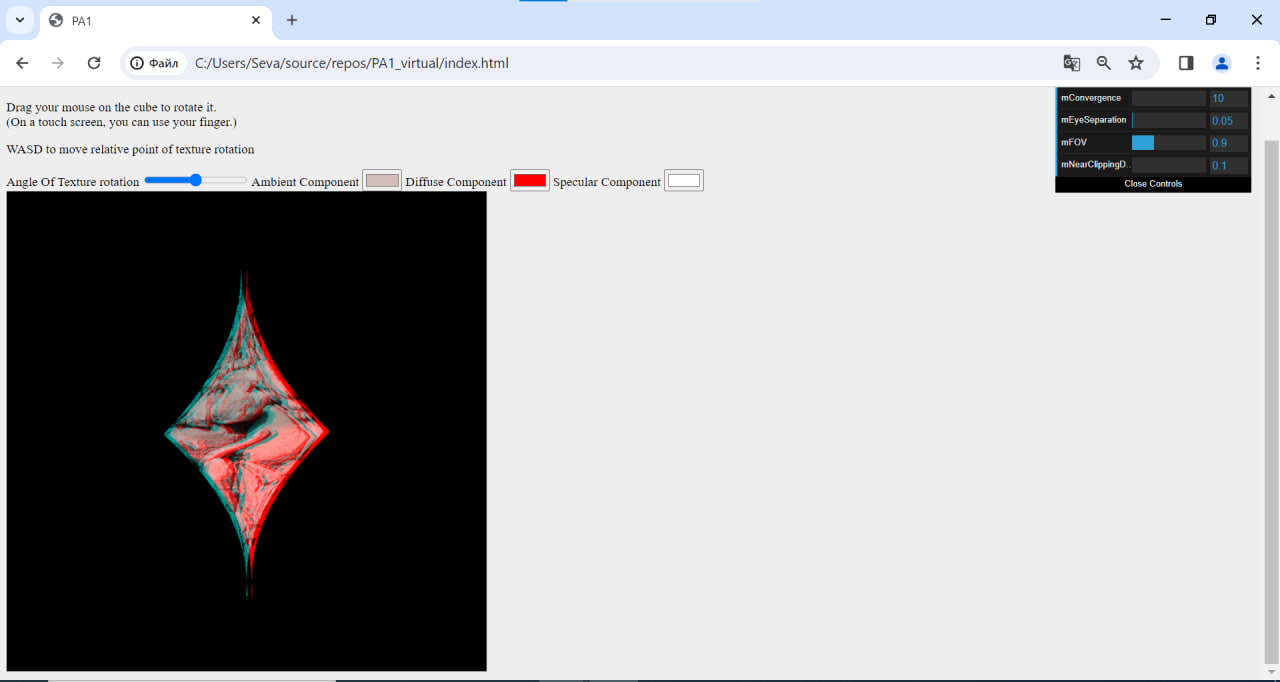 PA1
Файл
C:/Users/Seva/source/repos/PA1_virtual/index.html
Drag your mouse on the cube to rotate it.
(On a touch screen, you can use your finger.)
WASD to move relative point of texture rotation
Angle Of Texture rotation Ambient Component Diffuse Component Specular Component
mConvergence 10
mEyeSeparation 0.05
mFOV 0.9
mNearClippingD.. 0.1
Close Controls